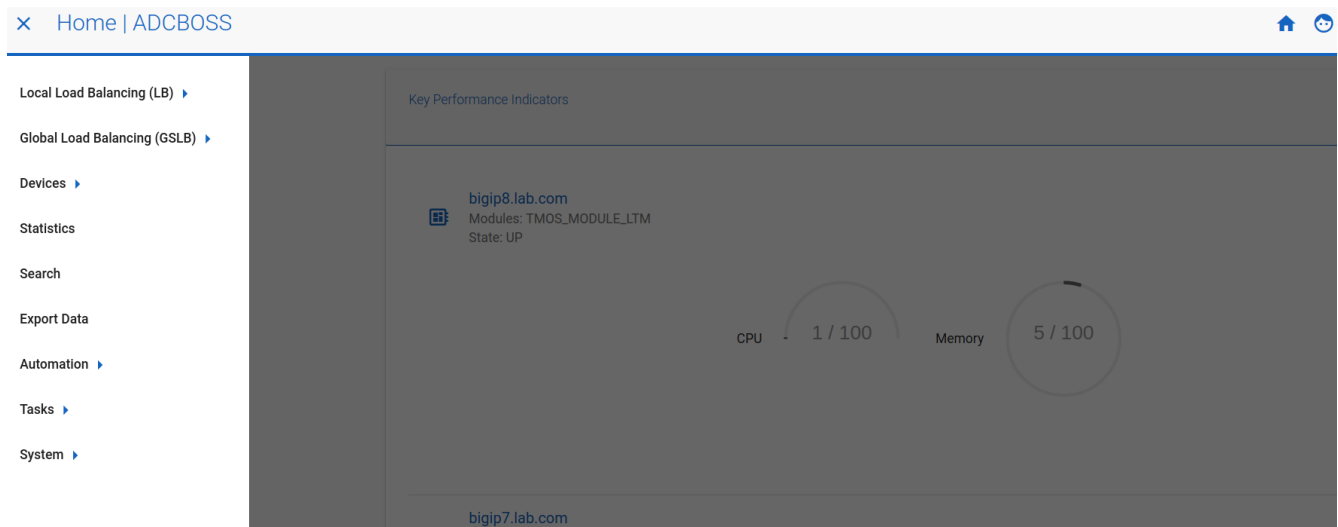 Home | ADCBOSS
Local Load Balancing (LB)
Global Load Balancing (GSLB)
Devices
Statistics
Search
Export Data
Automation
Tasks
System
Key Performance Indicators
bigip8.lab.com
Modules: TMOS_MODULE_LTM
State: UP
CPU 1 / 100 Memory 5 / 100
bigip7.lab.com